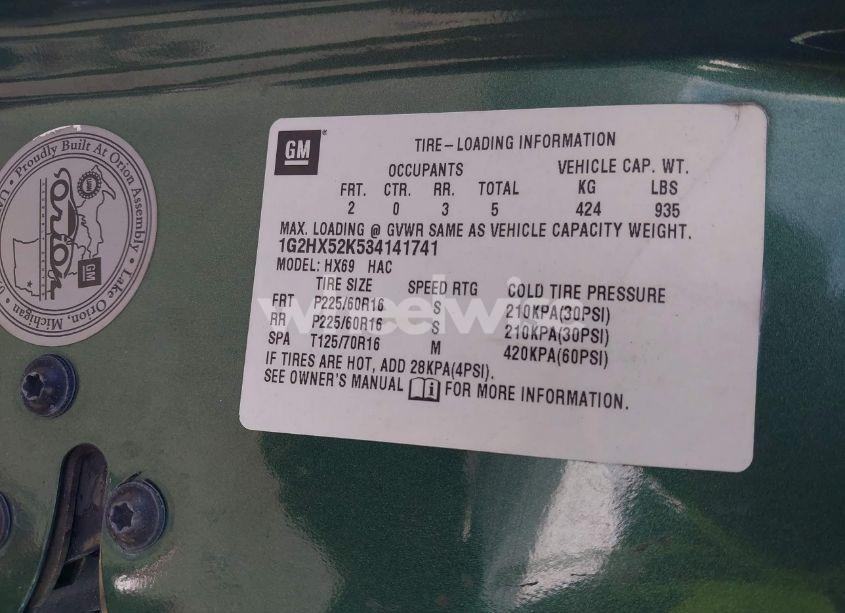 GM
TIRE-LOADING INFORMATION
OCCUPANTS VEHICLE CAP. WT.
FRT. CTR. RR. TOTAL KG LBS
2 0 3 5 424 935
MAX. LOADING @ GVWR SAME AS VEHICLE CAPACITY WEIGHT.
1G2HX52K534141741
MODEL: HX69 HAC
TIRE SIZE SPEED RTG COLD TIRE PRESSURE
FRT P225/60R16 S 210KPA(30PSI)
RR P225/60R16 S 210KPA(30PSI)
SPA T125/70R16 M 420KPA(60PSI)
IF TIRES ARE HOT, ADD 28KPA(4PSI).
SEE OWNER'S MANUAL FOR MORE INFORMATION.
Proudly Built At Orion Assembly
Lake Orion, Michigan
Orion
GM
wheelwire